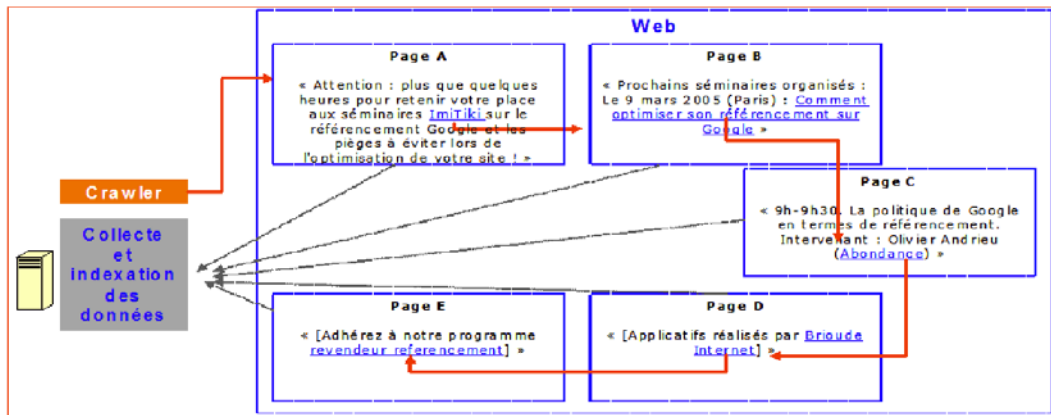 Web
Page A
« Attention : plus que quelques
heures pour retenir votre place
aux séminaires ImiTiki sur le
référencement Google et les
pièges à éviter lors de
l'optimisation de votre site ! »
Page B
« Prochains séminaires organisés :
Le 9 mars 2005 (Paris) : Comment
optimiser son référencement sur
Google »
Crawler
Collecte
et
indexation
des
données
Page C
« 9h-9h30. La politique de Google
en termes de référencement.
Intervenant : Olivier Andrieu
(Abondance) »
Page E
« [Adhérez à notre programme
revendeur referencement] »
Page D
« [Applicatifs réalisés par Brioude
Internet] »